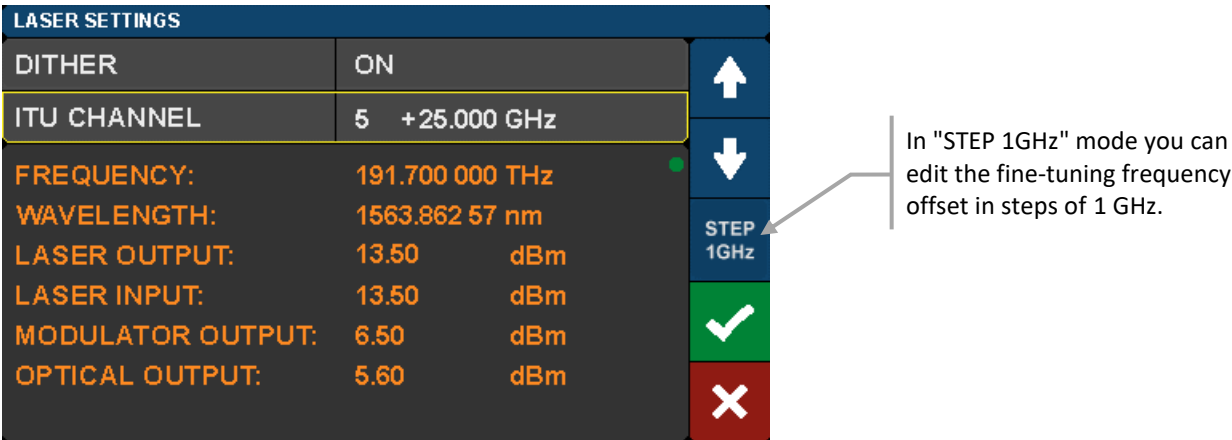 LASER SETTINGS
DITHER ON
ITU CHANNEL 5 +25.000 GHz
FREQUENCY: 191.700 000 THz
WAVELENGTH: 1563.862 57 nm
LASER OUTPUT: 13.50 dBm
LASER INPUT: 13.50 dBm
MODULATOR OUTPUT: 6.50 dBm
OPTICAL OUTPUT: 5.60 dBm
STEP
1GHz
In "STEP 1GHz" mode you can
edit the fine-tuning frequency
offset in steps of 1 GHz.